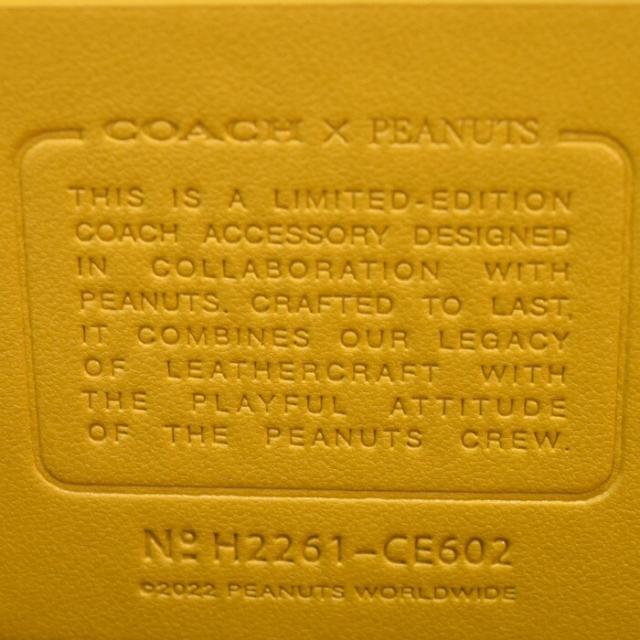 COACH X PEANUTS
THIS IS A LIMITED-EDITION
COACH ACCESSORY DESIGNED
IN COLLABORATION WITH
PEANUTS. CRAFTED TO LAST,
IT COMBINES OUR LEGACY
OF LEATHERCRAFT WITH
THE PLAYFUL ATTITUDE
OF THE PEANUTS CREW.
Nº H2261-CE602
©2022 PEANUTS WORLDWIDE